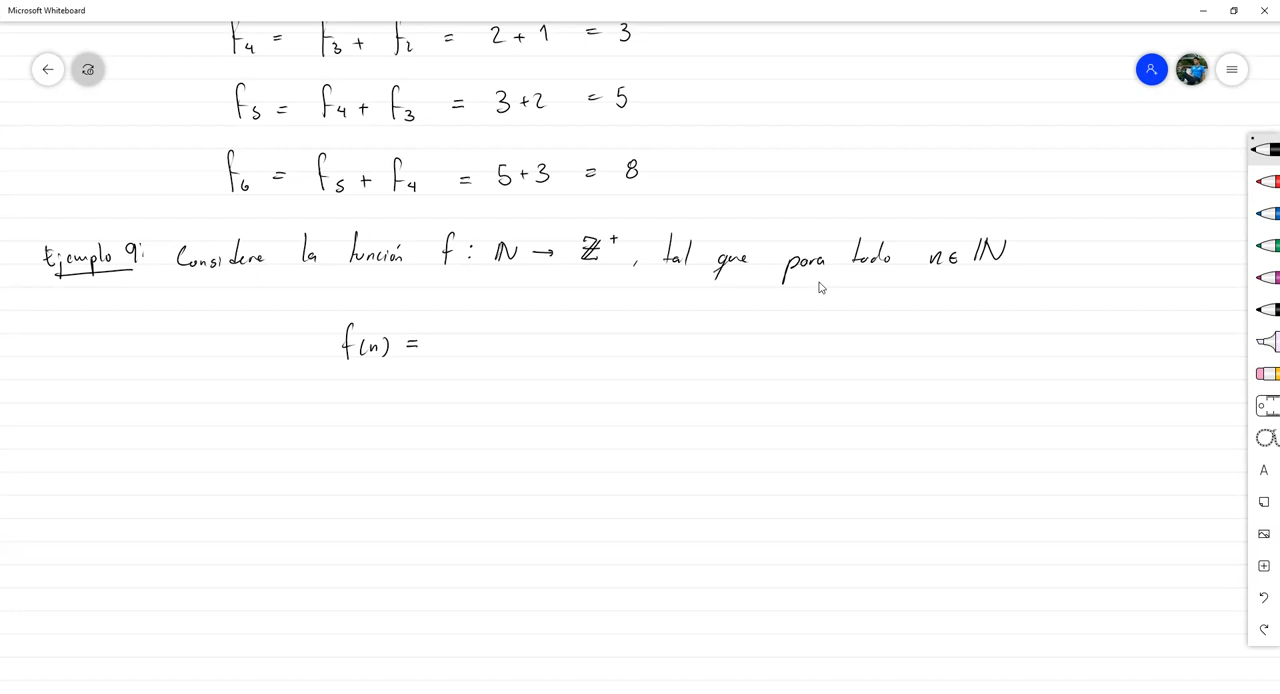 Microsoft Whiteboard
f₄ = f₃ + f₂ = 2 + 1 = 3
f₅ = f₄ + f₃ = 3 + 2 = 5
f₆ = f₅ + f₄ = 5 + 3 = 8
Ejemplo 9: Considere la función f : ℕ → ℤ⁺, tal que para todo n ∈ ℕ
f(n) =
A